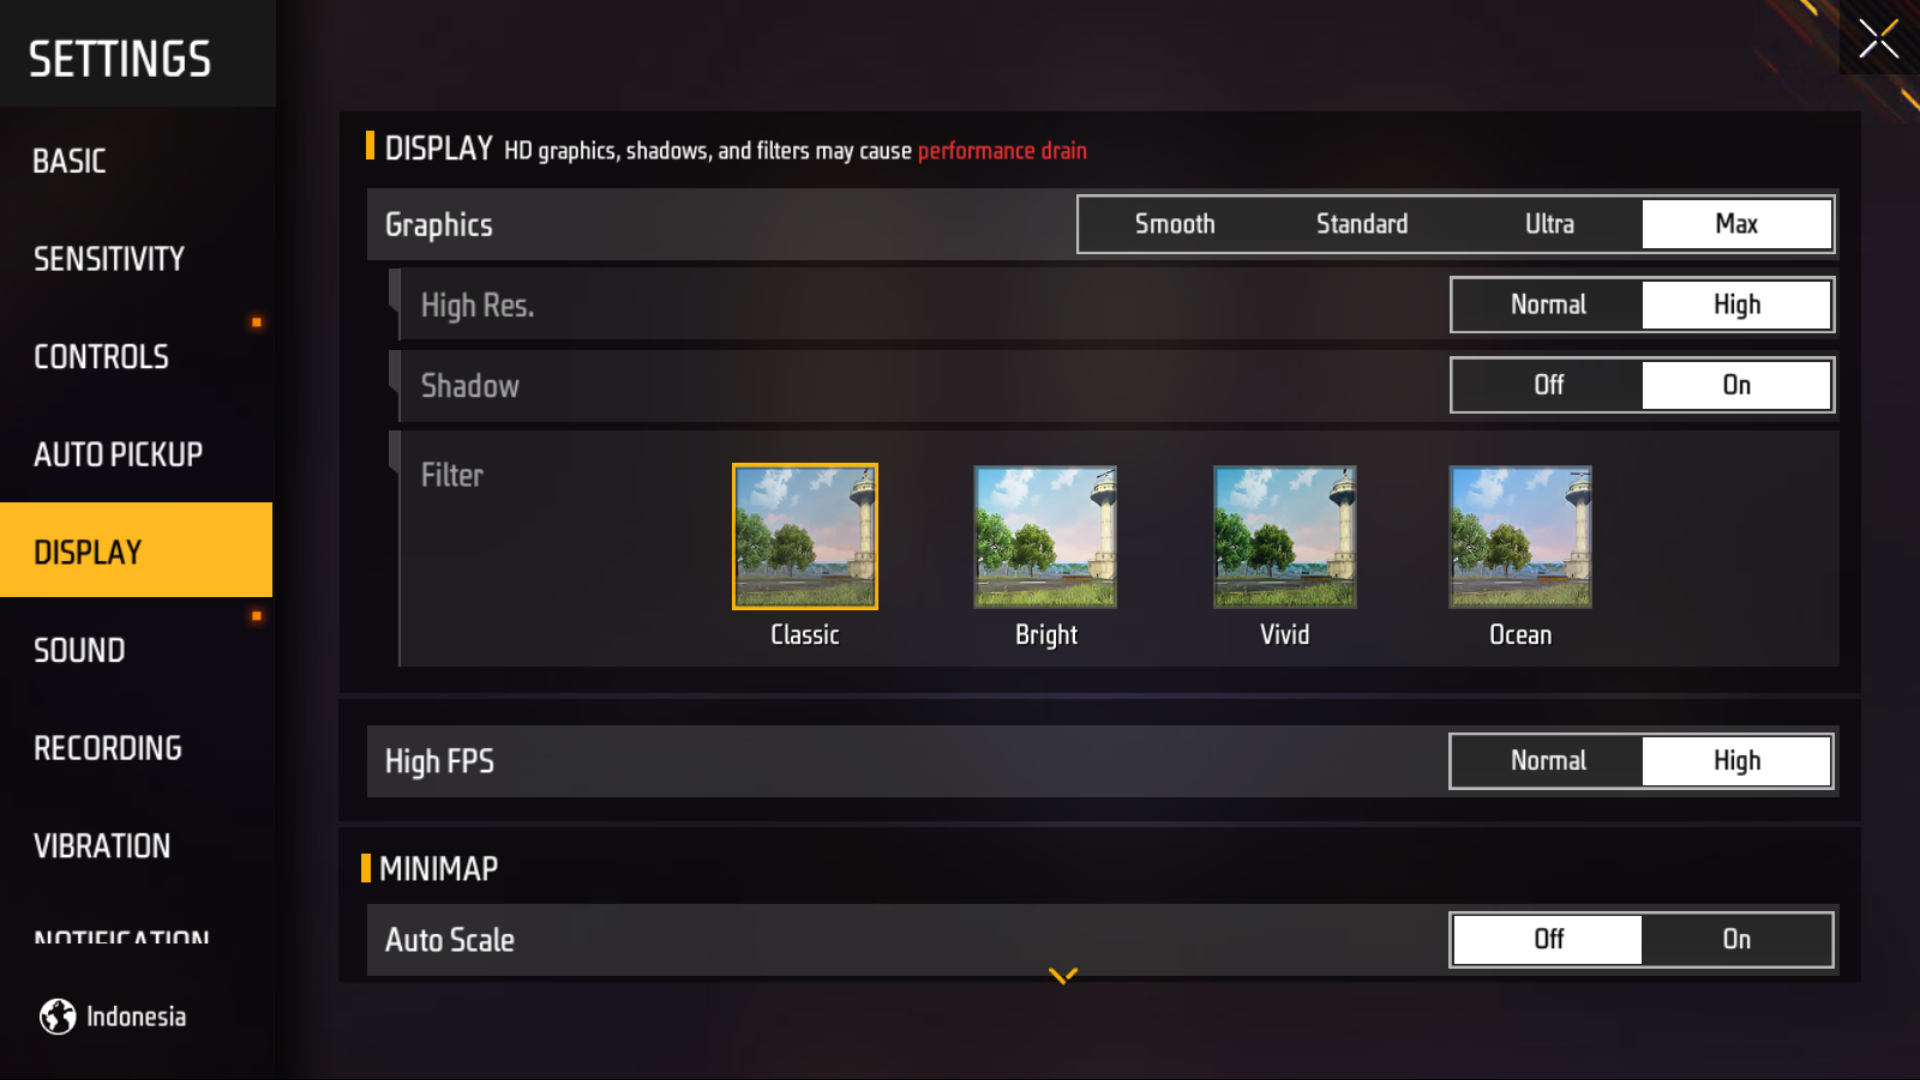 SETTINGS
BASIC
SENSITIVITY
CONTROLS
AUTO PICKUP
DISPLAY
SOUND
RECORDING
VIBRATION
NOTIFICATION
Indonesia
DISPLAY HD graphics, shadows, and filters may cause performance drain
Graphics Smooth Standard Ultra Max
High Res. Normal High
Shadow Off On
Filter
Classic Bright Vivid Ocean
High FPS Normal High
MINIMAP
Auto Scale Off On